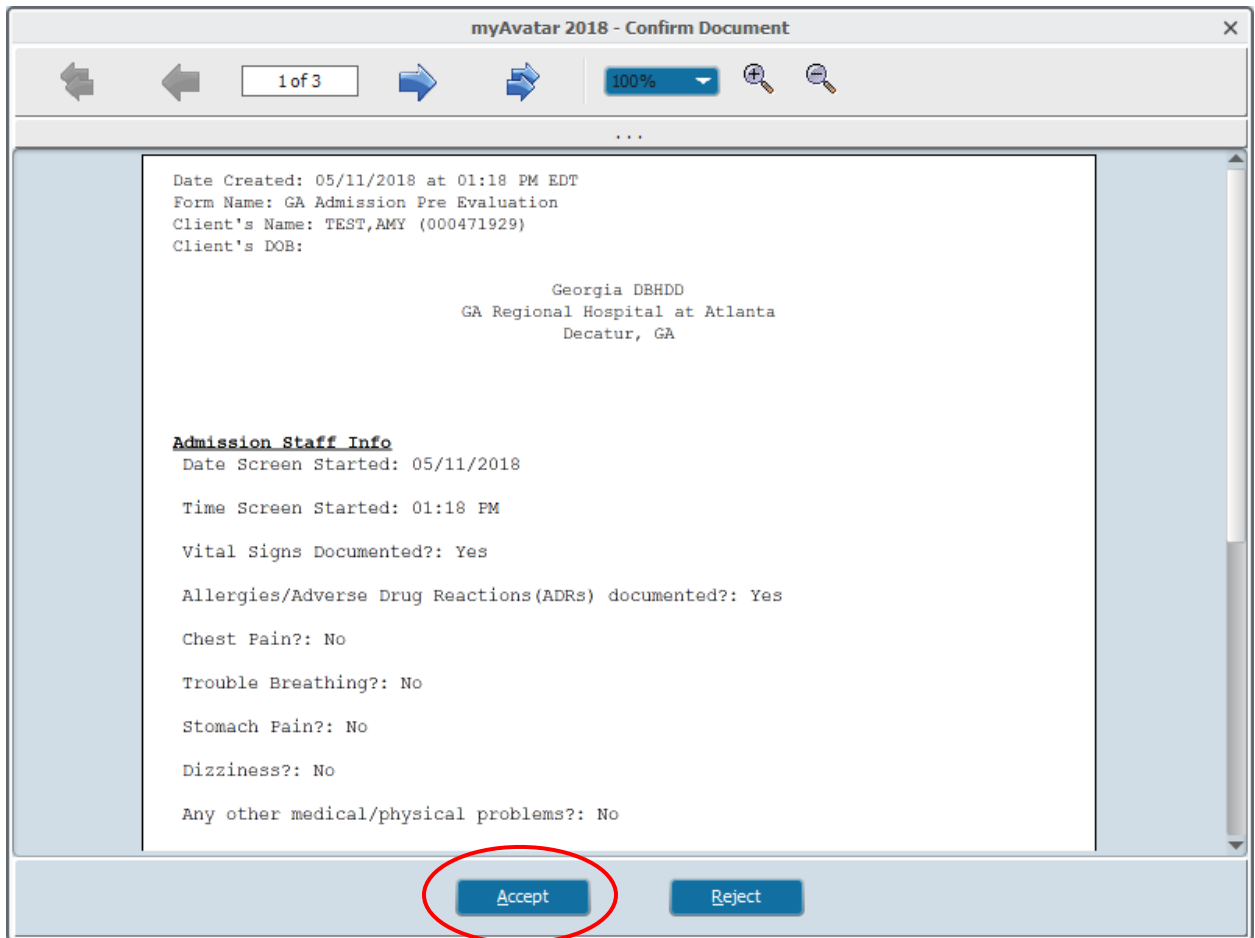 myAvatar 2018 - Confirm Document
1 of 3
100%
...
Date Created: 05/11/2018 at 01:18 PM EDT
Form Name: GA Admission Pre Evaluation
Client's Name: TEST,AMY (000471929)
Client's DOB:
Georgia DBHDD
GA Regional Hospital at Atlanta
Decatur, GA
Admission Staff Info
Date Screen Started: 05/11/2018
Time Screen Started: 01:18 PM
Vital Signs Documented?: Yes
Allergies/Adverse Drug Reactions(ADRs) documented?: Yes
Chest Pain?: No
Trouble Breathing?: No
Stomach Pain?: No
Dizziness?: No
Any other medical/physical problems?: No
Accept Reject